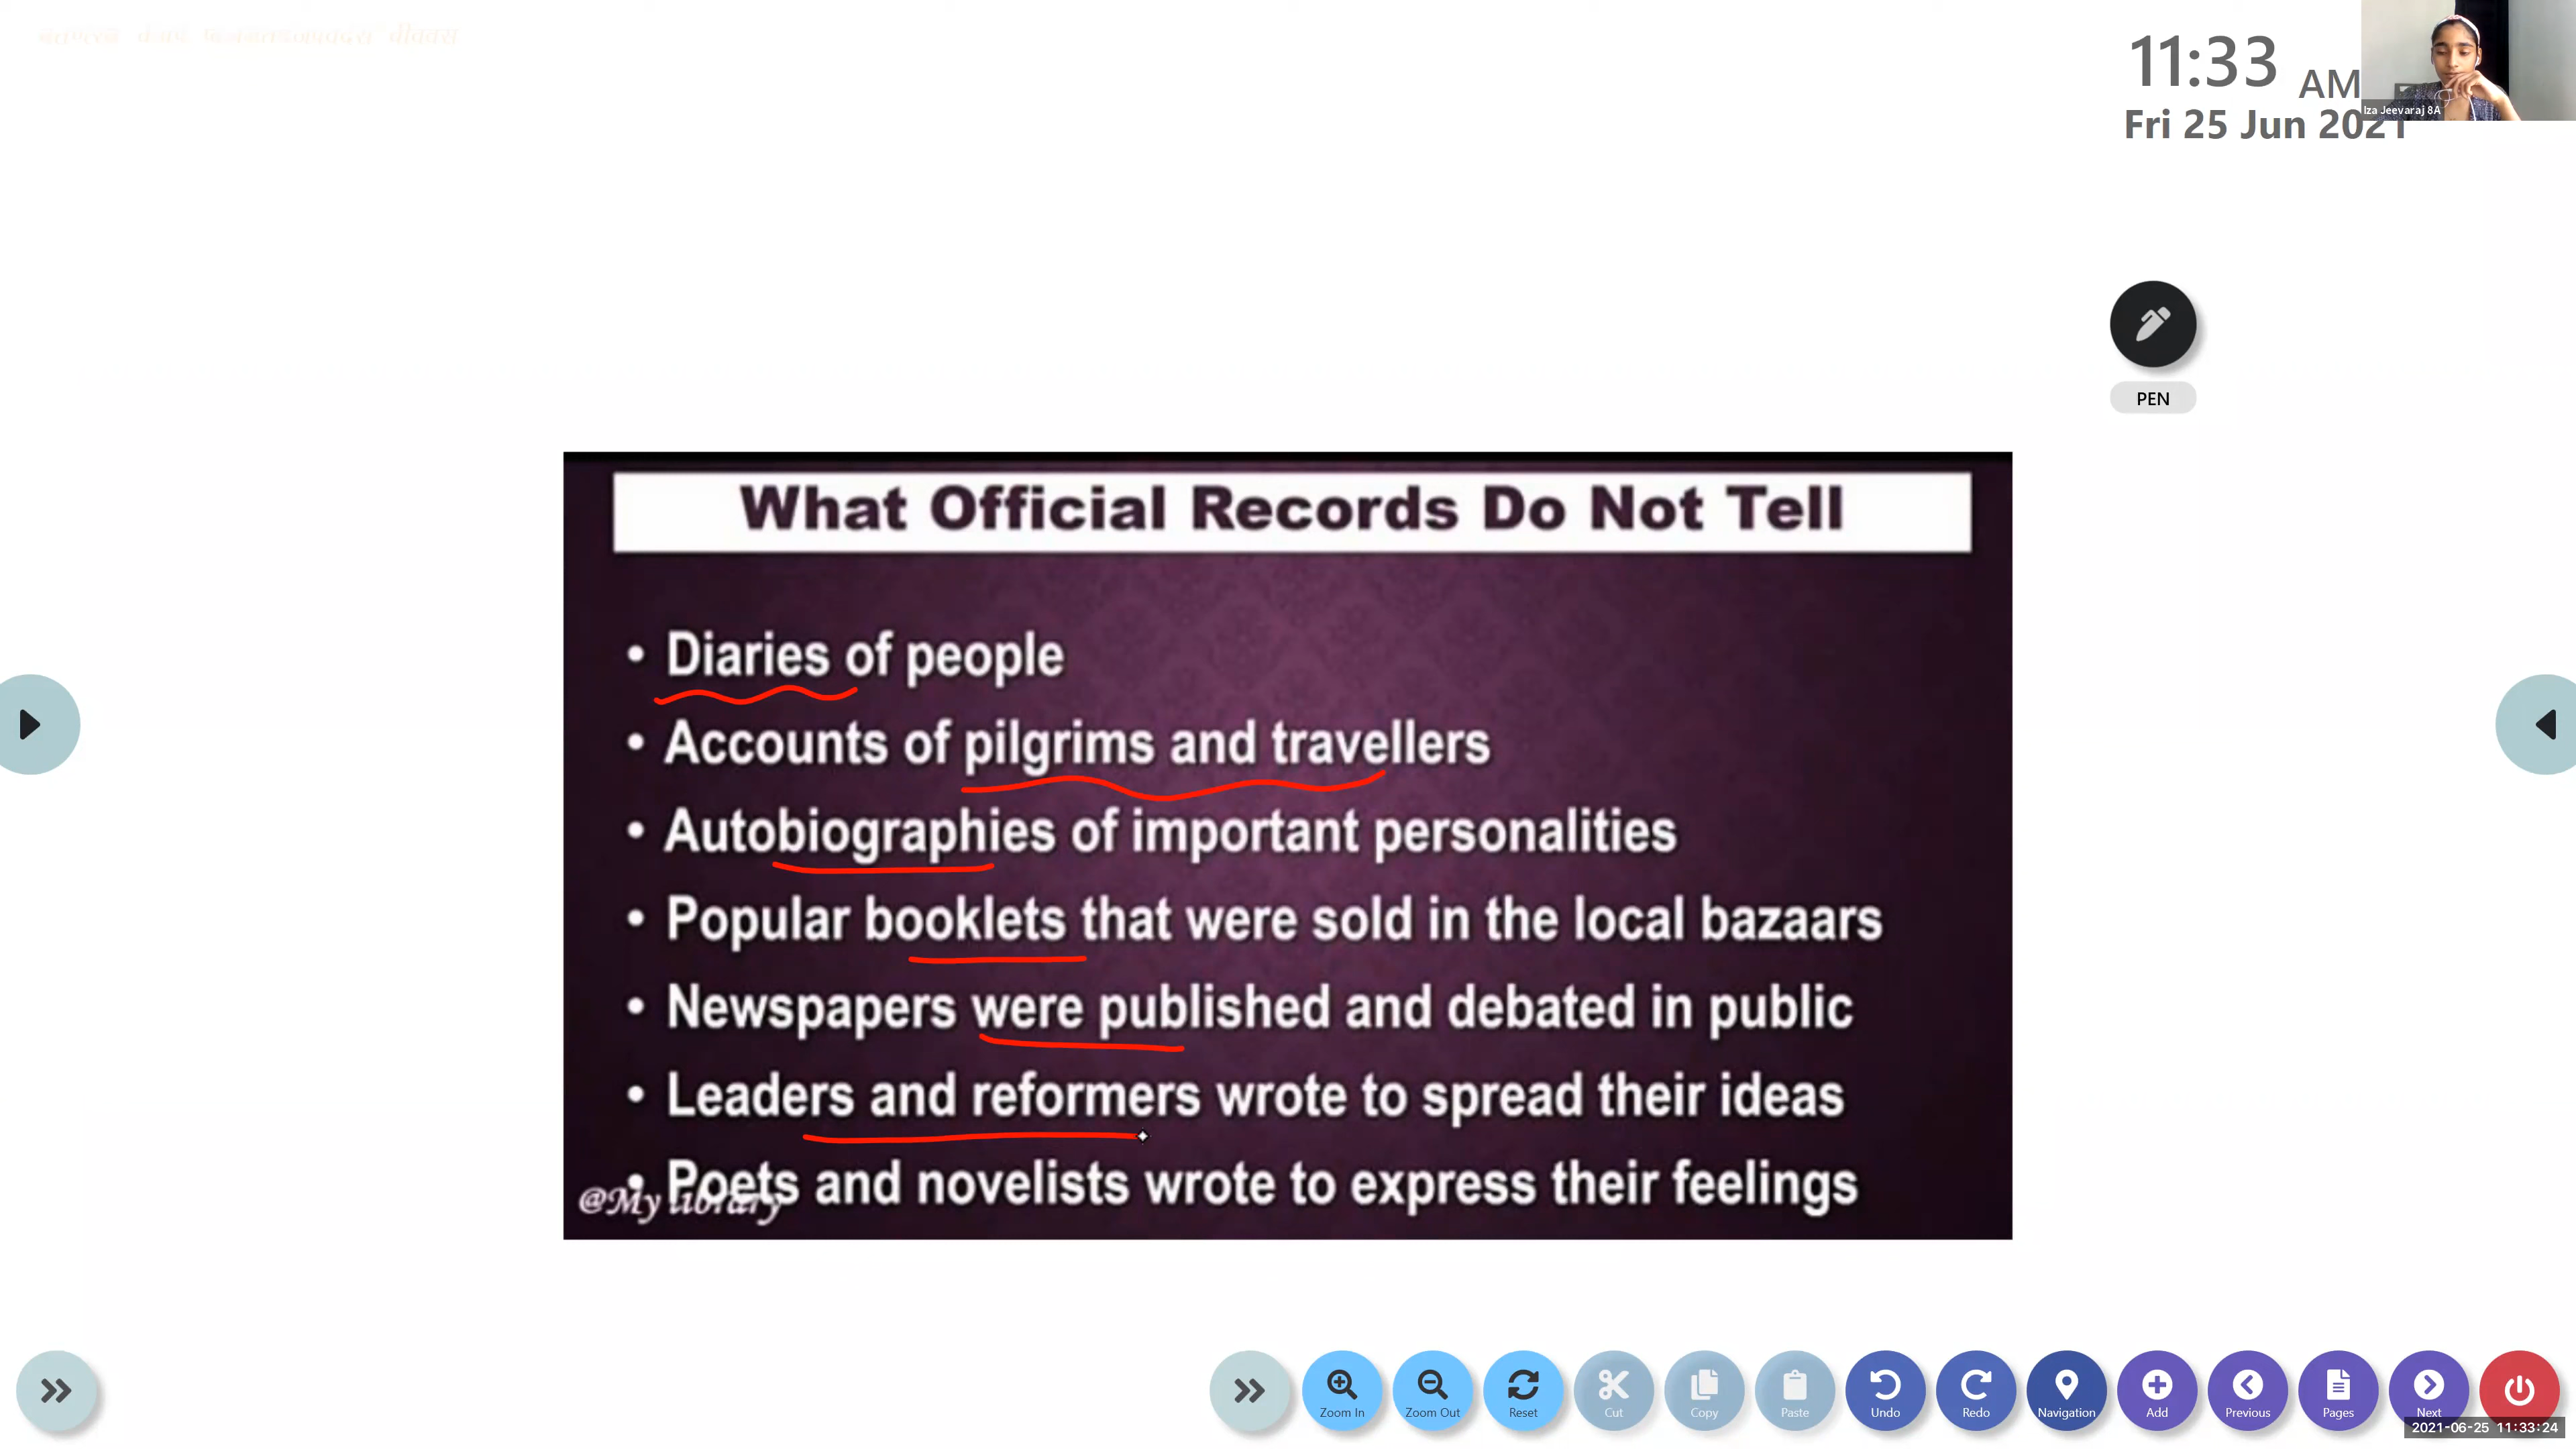 11:33 AM
Iza Jeevaraj 8A
Fri 25 Jun 2021
PEN
What Official Records Do Not Tell
• Diaries of people
• Accounts of pilgrims and travellers
• Autobiographies of important personalities
• Popular booklets that were sold in the local bazaars
• Newspapers were published and debated in public
• Leaders and reformers wrote to spread their ideas
• Poets and novelists wrote to express their feelings
@My Library
Zoom In Zoom Out Reset Cut Copy Paste Undo Redo Navigation Add Previous Pages Next
2021-06-25 11:33:24